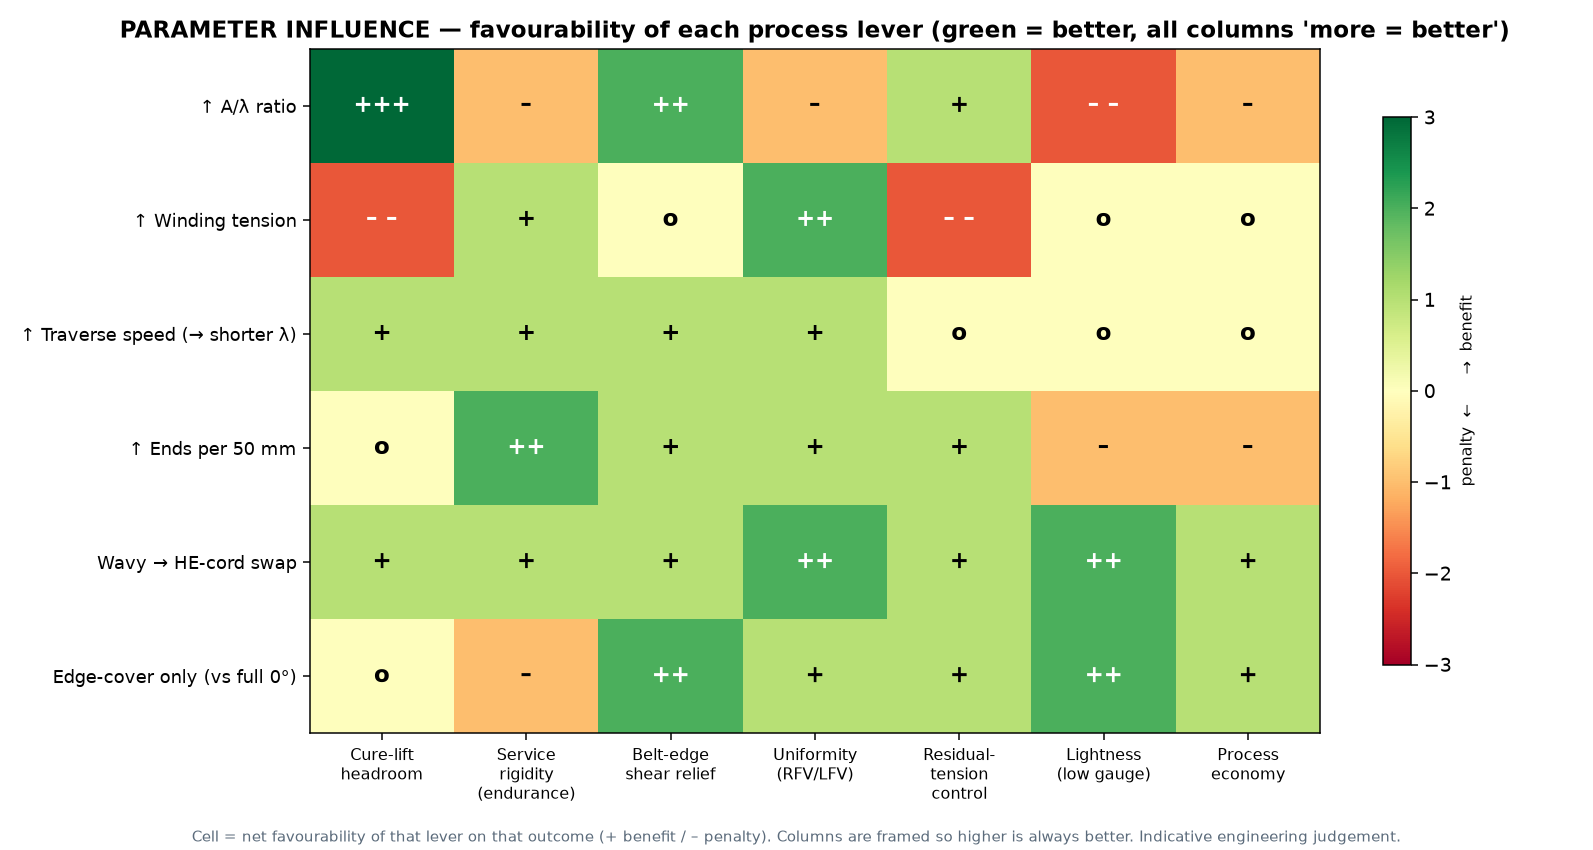 PARAMETER INFLUENCE — favourability of each process lever (green = better, all columns 'more = better')
↑ A/λ ratio +++ – ++ – + – – –
↑ Winding tension – – + o ++ – – o o
↑ Traverse speed (→ shorter λ) + + + + o o o
↑ Ends per 50 mm o ++ + + + – –
Wavy → HE-cord swap + + + ++ + ++ +
Edge-cover only (vs full 0°) o – ++ + + ++ +
Cure-lift headroom
Service rigidity (endurance)
Belt-edge shear relief
Uniformity (RFV/LFV)
Residual-tension control
Lightness (low gauge)
Process economy
3
2
1
0
−1
−2
−3
penalty ← → benefit
Cell = net favourability of that lever on that outcome (+ benefit / – penalty). Columns are framed so higher is always better. Indicative engineering judgement.